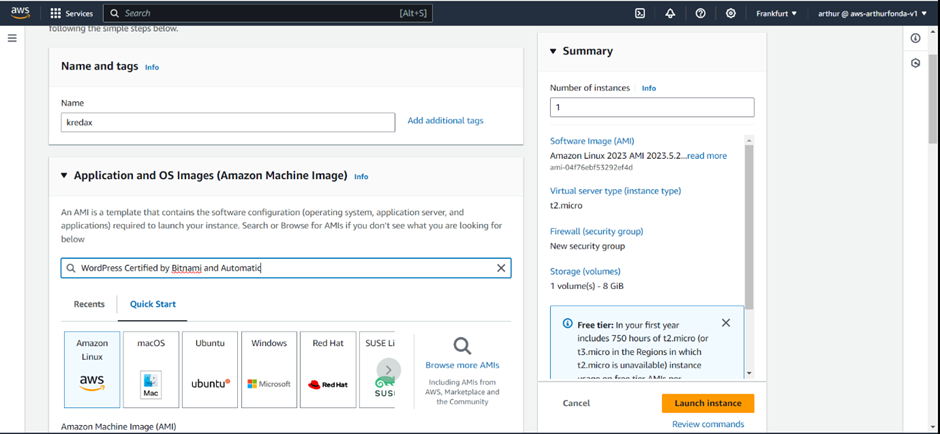 aws
Services
Search
[Alt+S]
Frankfurt
arthur @ aws-arthurfonda-v1
following the simple steps below.
Name and tags Info
Name
kredax
Add additional tags
Application and OS Images (Amazon Machine Image) Info
An AMI is a template that contains the software configuration (operating system, application server, and
applications) required to launch your instance. Search or Browse for AMIs if you don't see what you are looking for
below
WordPress Certified by Bitnami and Automatic
Recents
Quick Start
Amazon
Linux
aws
macOS
Mac
Ubuntu
ubuntu
Windows
Microsoft
Red Hat
Red Hat
SUSE Li
SUS
Browse more AMIs
Including AMIs from
AWS, Marketplace and
the Community
Amazon Machine Image (AMI)
Summary
Number of instances Info
1
Software Image (AMI)
Amazon Linux 2023 AMI 2023.5.2...read more
ami-04f76ebf53292ef4d
Virtual server type (instance type)
t2.micro
Firewall (security group)
New security group
Storage (volumes)
1 volume(s) - 8 GiB
Free tier: In your first year
includes 750 hours of t2.micro (or
t3.micro in the Regions in which
t2.micro is unavailable) instance
usage on free tier AMIs per
Cancel
Launch instance
Review commands